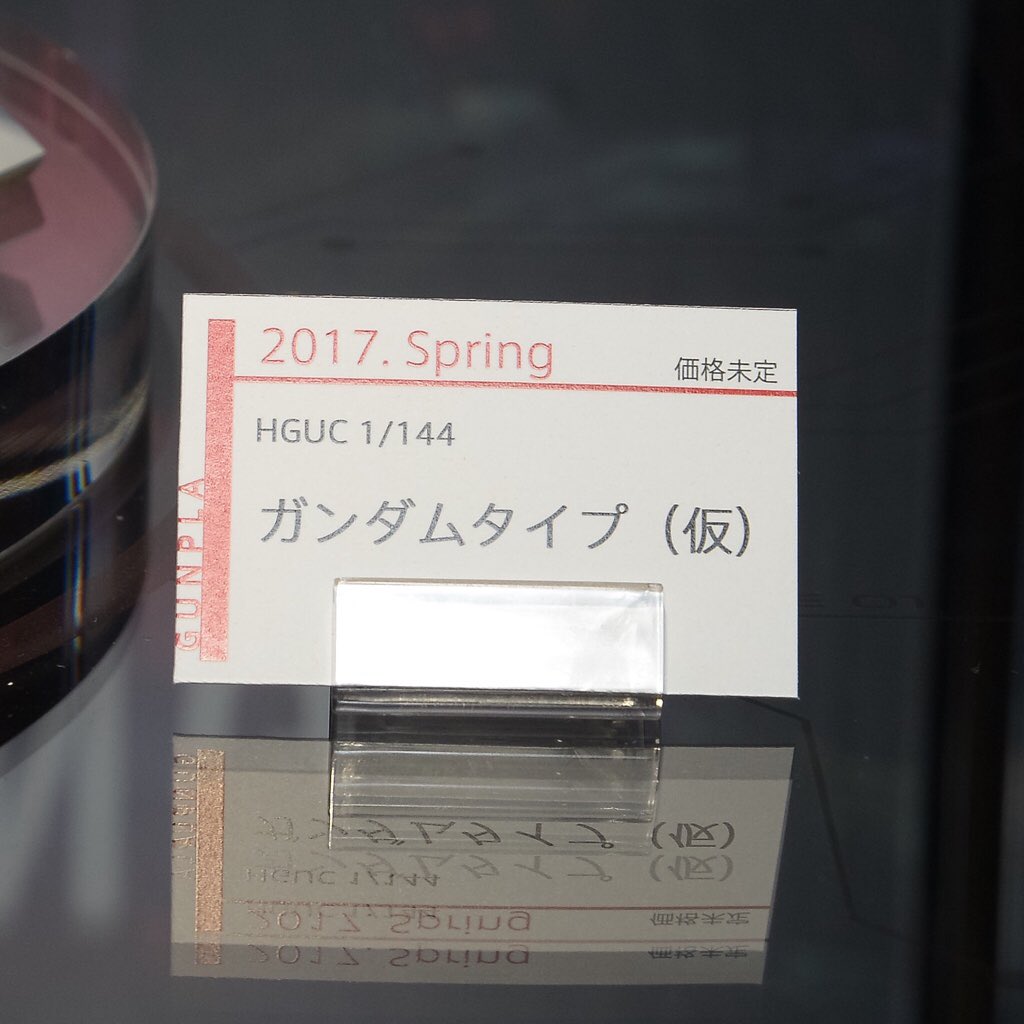 2017. Spring
価格未定
HGUC 1/144
ガンダムタイプ（仮）
GUNPLA